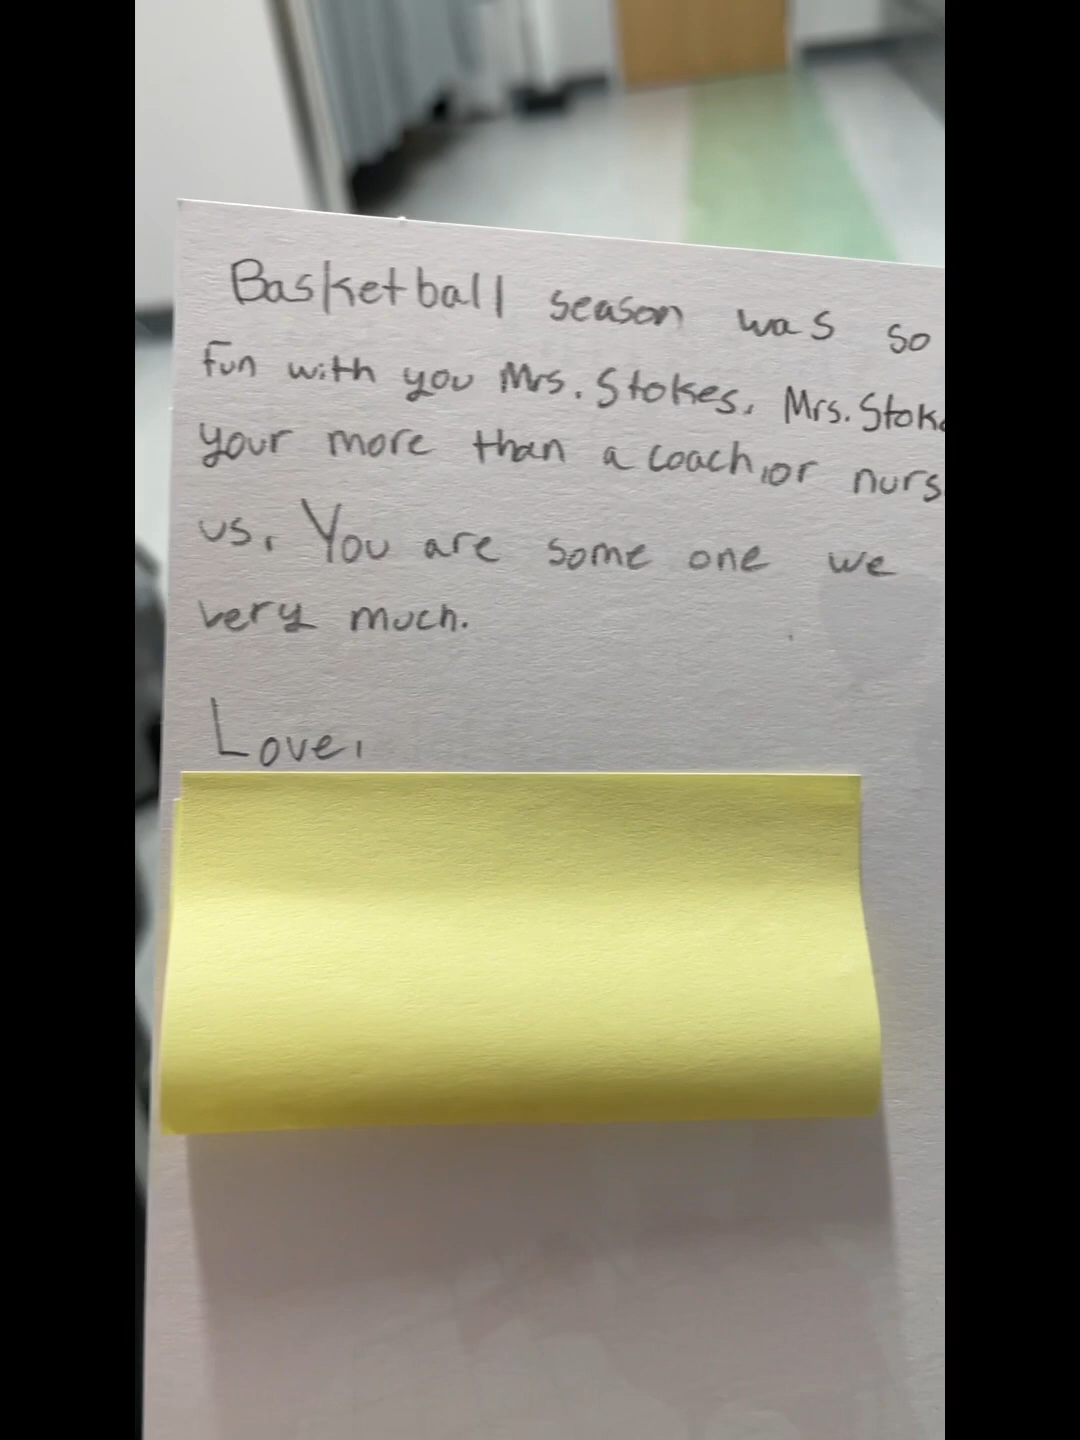 Basketball season was so
fun with you Mrs. Stokes. Mrs. Stoke
your more than a coach, or nurs
us. You are some one we
very much.
Love,